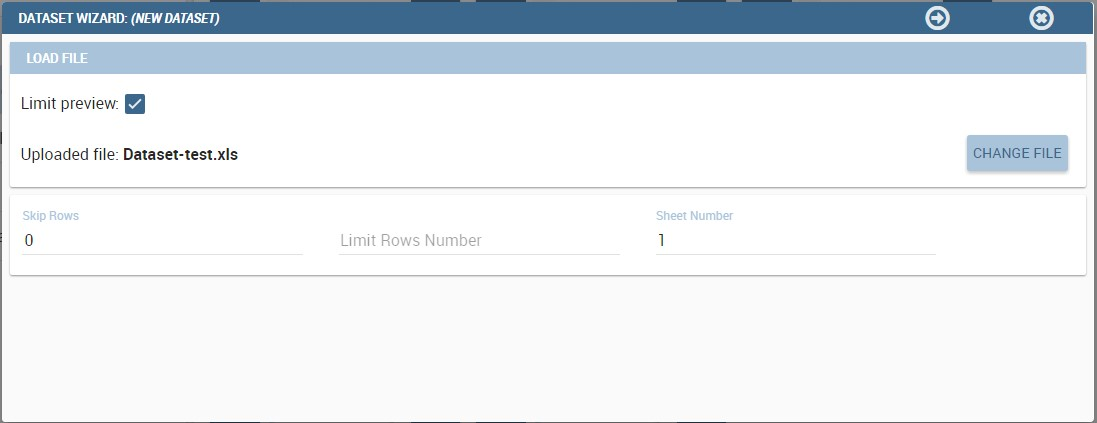 DATASET WIZARD: (NEW DATASET)
LOAD FILE
Limit preview:
Uploaded file: Dataset-test.xls
CHANGE FILE
Skip Rows
Sheet Number
0
Limit Rows Number
1